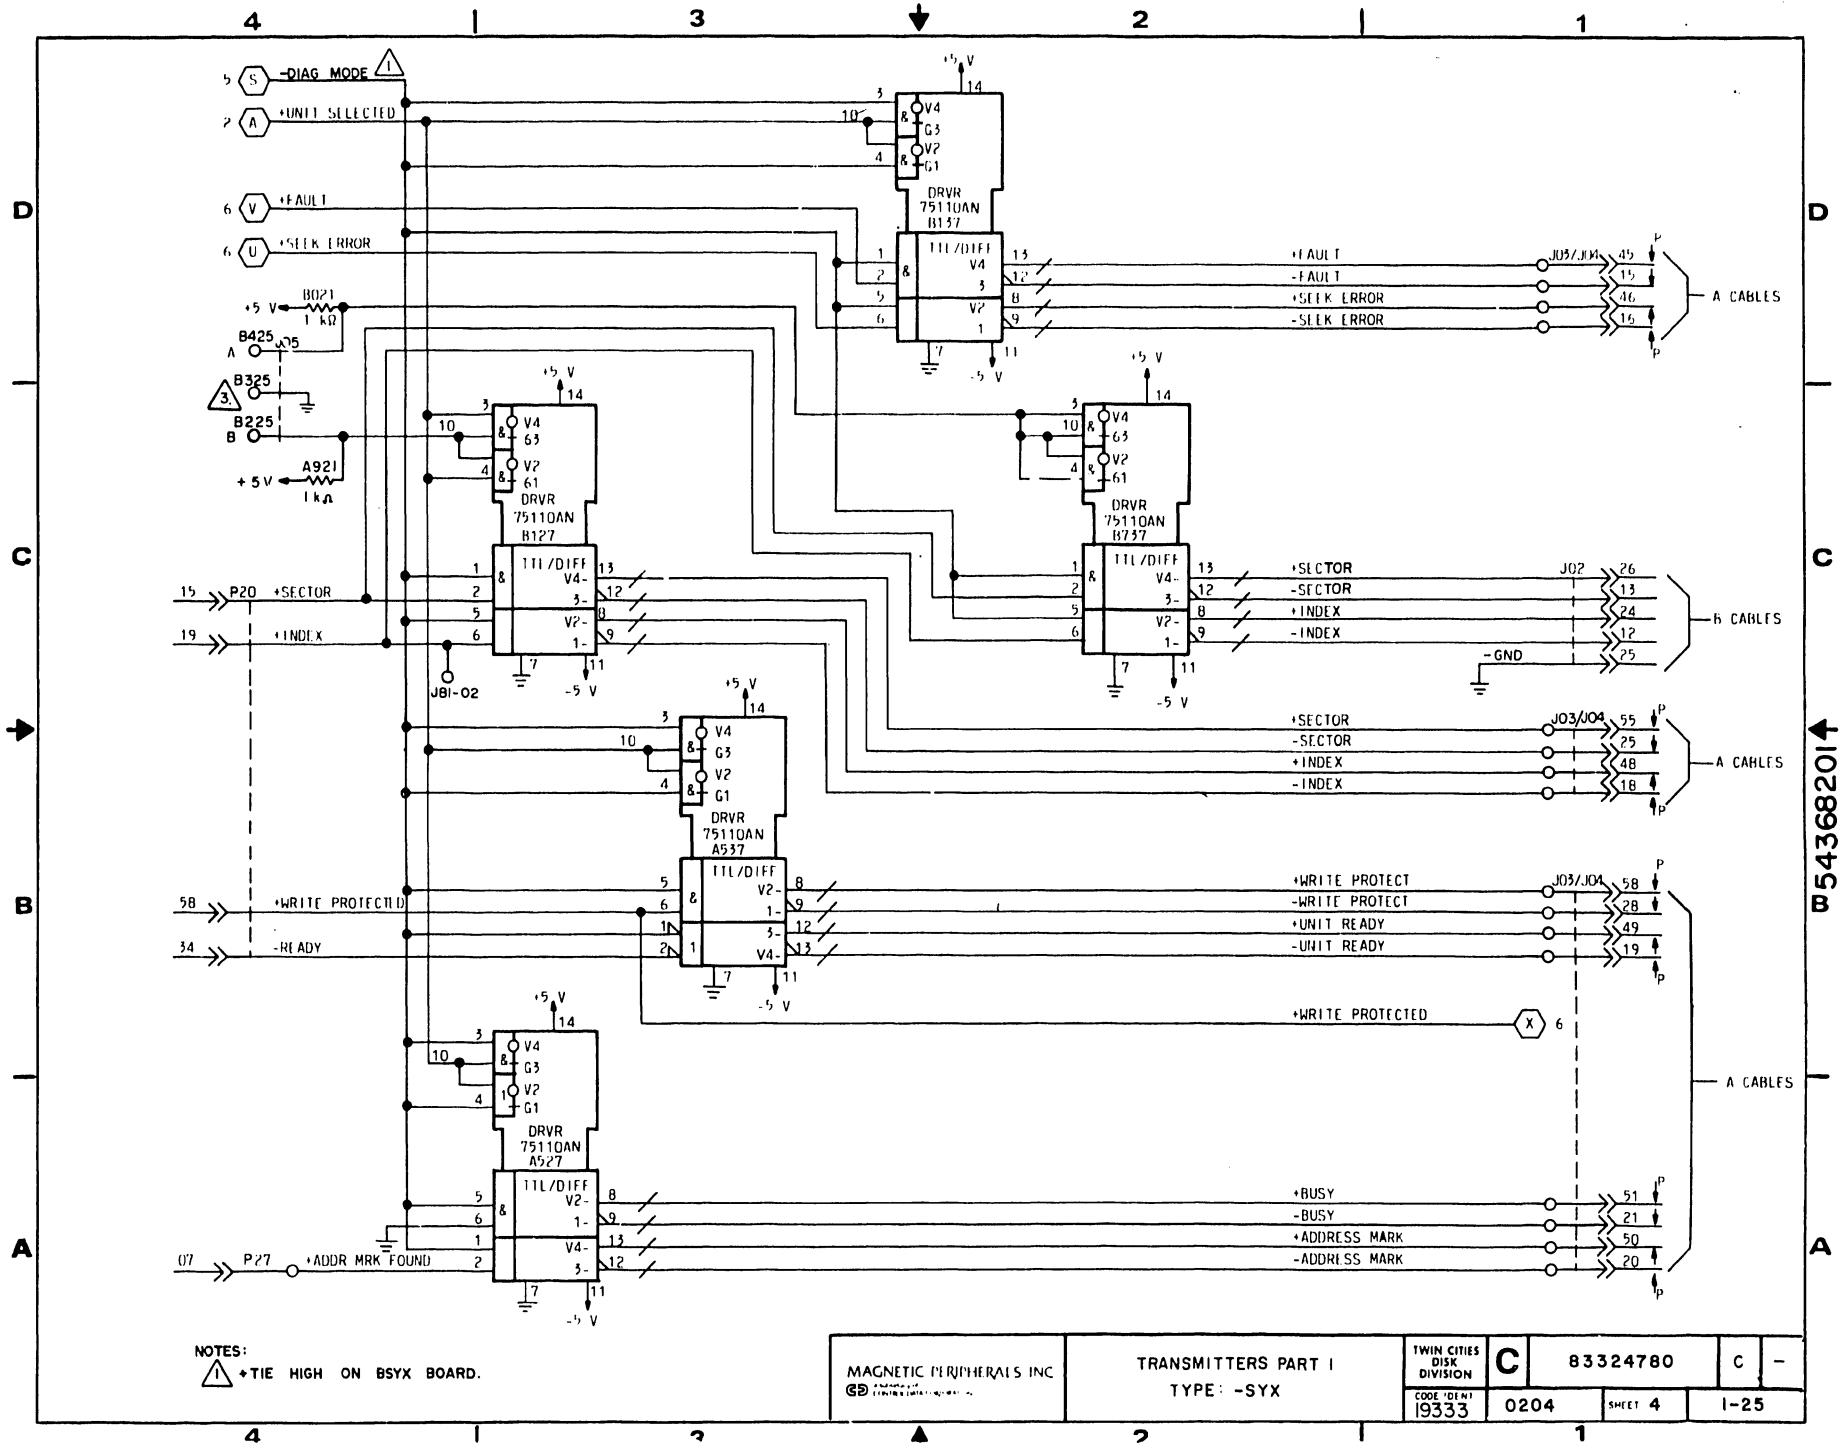 4 3 2 1
5 S -DIAG MODE 1
2 A +UNIT SELECTED
6 V +FAULT
6 U +SEEK ERROR
+5 V
14
3
V4
&
10
G3
V2
4 & G1
DRVR
75110AN
B137
TTL/DIFF
1 V4 13 +FAULT J03/J04 45 P
2 & 3 12 -FAULT 15
5 V2 8 +SEEK ERROR 46
6 1 9 -SEEK ERROR 16
P
A CABLES
7 11
-5 V
D D
B021
+5 V
1 kΩ
B425 J05
A
B325
3.
B225
B
A921
+5V
1 kΩ
+5 V
14
3 V4
10 & G3
V2
4 & G1
DRVR
75110AN
B127
TTL/DIFF
1 & V4- 13
2 3- 12
5 V2- 8
6 1- 9
7 11
-5 V
15 P20 +SECTOR
19 +INDEX
J81-02
+5 V
14
3 V4
10 & G3
V2
4 & G1
DRVR
75110AN
B737
TTL/DIFF
1 & V4- 13 +SECTOR J02 26
2 3- 12 -SECTOR 13
5 V2- 8 +INDEX 24
6 1- 9 -INDEX 12
-GND 25
B CABLES
7 11
-5 V
C C
+SECTOR J03/J04 55 P
-SECTOR 25
+INDEX 48
-INDEX 18
P
A CABLES
+5 V
14
3 V4
10 & G3
V2
4 & G1
DRVR
75110AN
A537
TTL/DIFF
5 V2- 8 +WRITE PROTECT J03/J04 58 P
58 +WRITE PROTECTED 6 & 1- 9 -WRITE PROTECT 28
1 3- 12 +UNIT READY 49
34 -READY 2 1 V4- 13 -UNIT READY 19
P
7 11
-5 V
+WRITE PROTECTED X 6
B B
A CABLES
+5 V
14
3 V4
10 & G3
V2
1
4 G1
DRVR
75110AN
A527
TTL/DIFF
5 V2- 8 +BUSY 51 P
6 & 1- 9 -BUSY 21
1 V4- 13 +ADDRESS MARK 50
07 P27 +ADDR MRK FOUND 2 3- 12 -ADDRESS MARK 20
P
7 11
-5 V
A A
B54368201
NOTES:
1 +TIE HIGH ON BSYX BOARD.
MAGNETIC PERIPHERALS INC
TRANSMITTERS PART I
TYPE: -SYX
TWIN CITIES
DISK
DIVISION
C 83324780 C -
CODE IDENT
19333
0204 SHEET 4 1-25
4 3 2 1